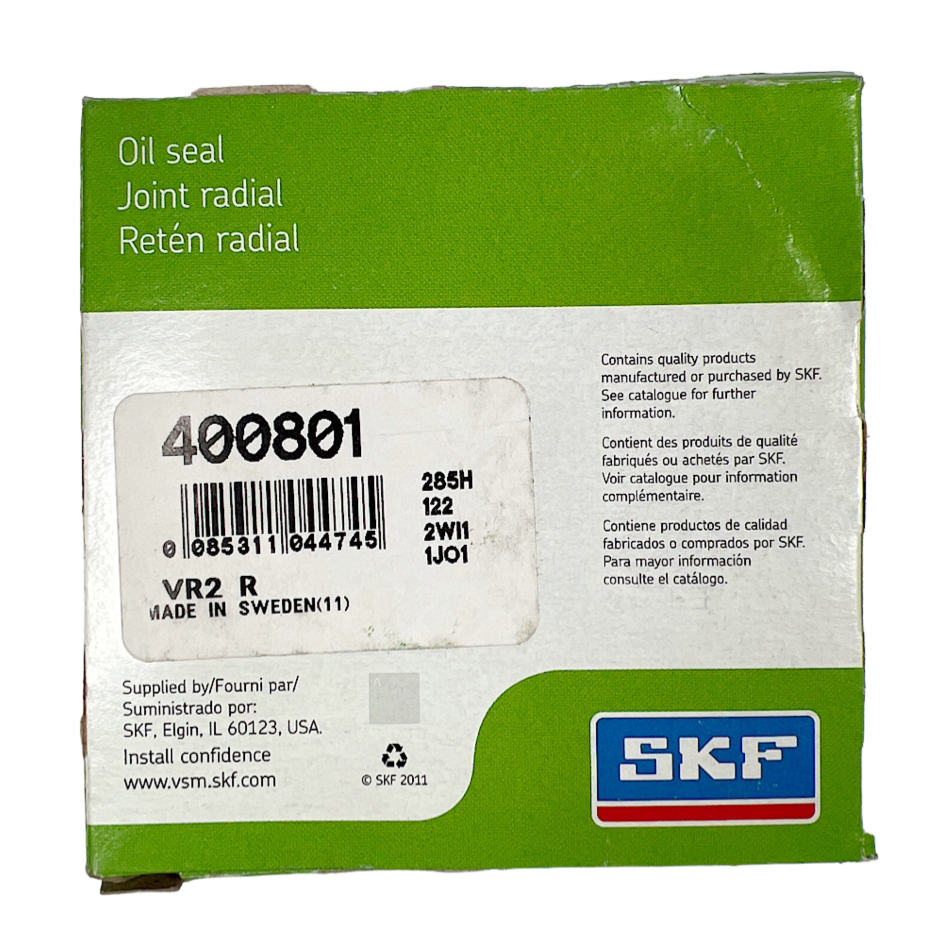 Oil seal
Joint radial
Retén radial
Contains quality products
manufactured or purchased by SKF.
See catalogue for further
information.
Contient des produits de qualité
fabriqués ou achetés par SKF.
Voir catalogue pour information
complémentaire.
Contiene productos de calidad
fabricados o comprados por SKF.
Para mayor información
consulte el catálogo.
400801
285H
122
2WI1
1JO1
0 085311 044745
VR2 R
MADE IN SWEDEN(11)
Supplied by/Fourni par/
Suministrado por:
SKF, Elgin, IL 60123, USA.
Install confidence
www.vsm.skf.com
© SKF 2011
SKF